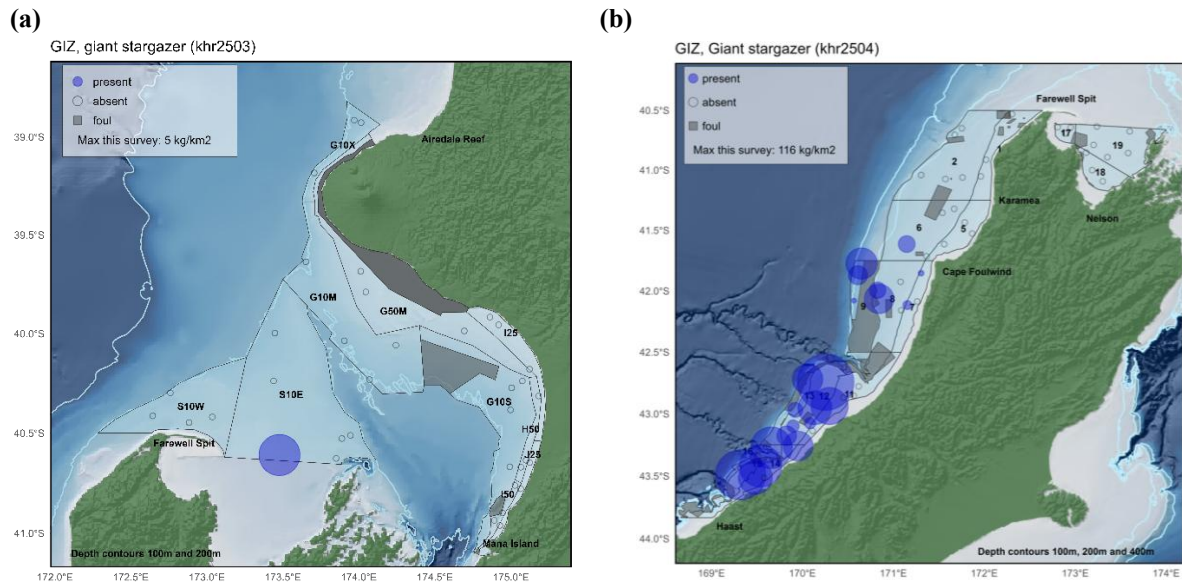 (a)
GIZ, giant stargazer (khr2503)
present
absent
foul
Max this survey: 5 kg/km2
39.0°S
39.5°S
40.0°S
40.5°S
41.0°S
172.0°E
172.5°E
173.0°E
173.5°E
174.0°E
174.5°E
175.0°E
G10X
Airedale Reef
G10M
G50M
I25
S10W
S10E
G10S
H50
J25
I50
Farewell Spit
Mana Island
Depth contours 100m and 200m
(b)
GIZ, Giant stargazer (khr2504)
present
absent
foul
Max this survey: 116 kg/km2
40.5°S
41.0°S
41.5°S
42.0°S
42.5°S
43.0°S
43.5°S
44.0°S
169°E
170°E
171°E
172°E
173°E
174°E
Farewell Spit
17
19
1
2
18
Karamea
Nelson
6
5
Cape Foulwind
9
8
7
13
12
11
14
Haast
Depth contours 100m, 200m and 400m